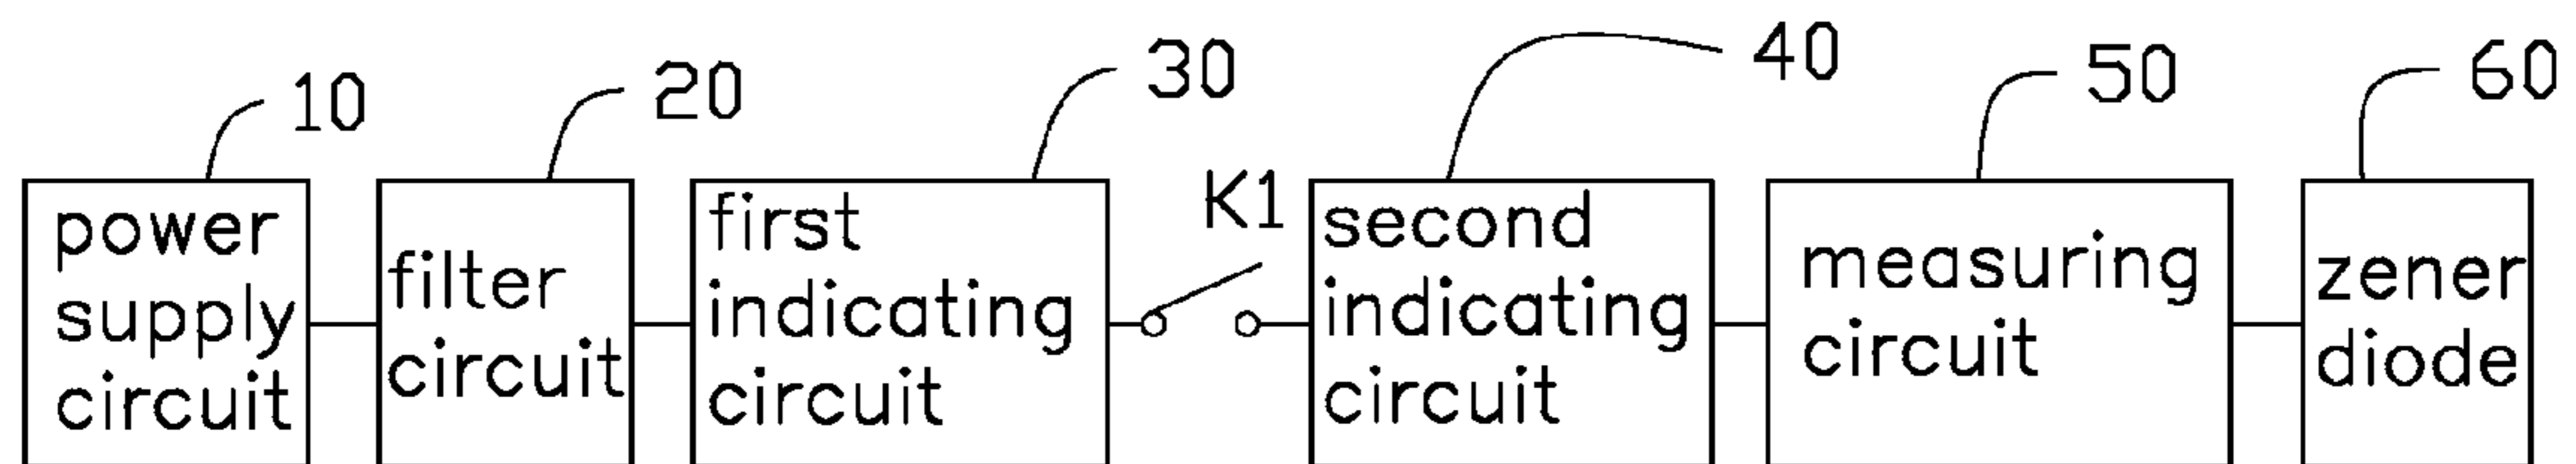 10
20
30
40
50
60
K1
power
supply
circuit
filter
circuit
first
indicating
circuit
second
indicating
circuit
measuring
circuit
zener
diode